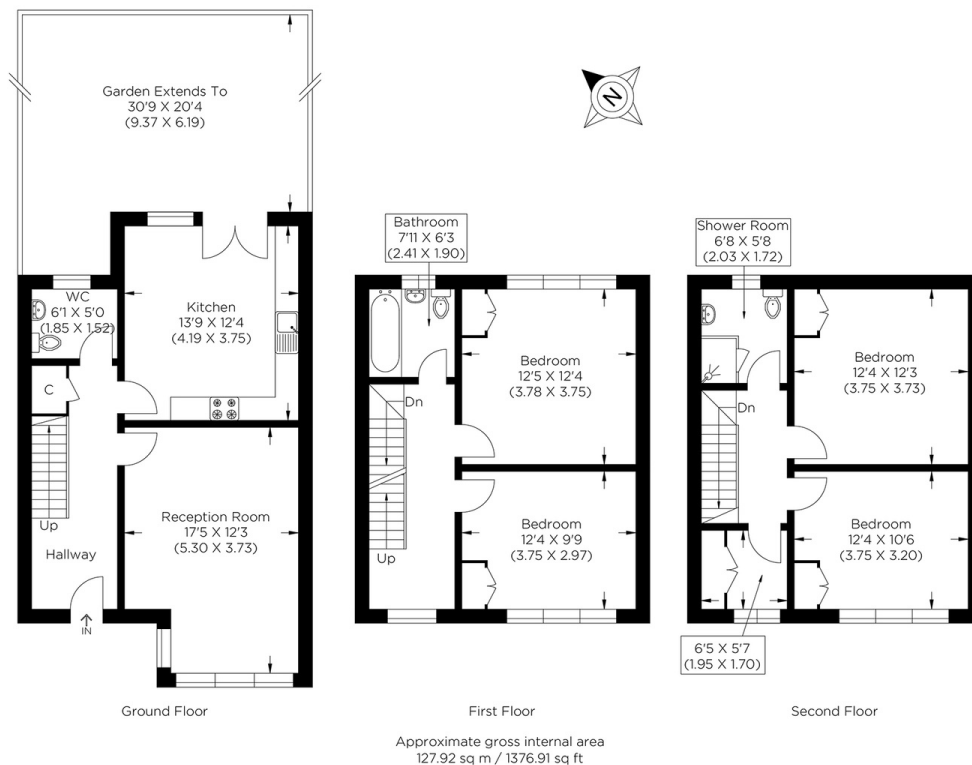 Garden Extends To
30'9 X 20'4
(9.37 X 6.19)
N
WC
6'1 X 5'0
(1.85 X 1.52)
Kitchen
13'9 X 12'4
(4.19 X 3.75)
C
Up
Hallway
IN
Reception Room
17'5 X 12'3
(5.30 X 3.73)
Ground Floor
Bathroom
7'11 X 6'3
(2.41 X 1.90)
Dn
Up
Bedroom
12'5 X 12'4
(3.78 X 3.75)
Bedroom
12'4 X 9'9
(3.75 X 2.97)
First Floor
Shower Room
6'8 X 5'8
(2.03 X 1.72)
Dn
Bedroom
12'4 X 12'3
(3.75 X 3.73)
Bedroom
12'4 X 10'6
(3.75 X 3.20)
6'5 X 5'7
(1.95 X 1.70)
Second Floor
Approximate gross internal area
127.92 sq m / 1376.91 sq ft